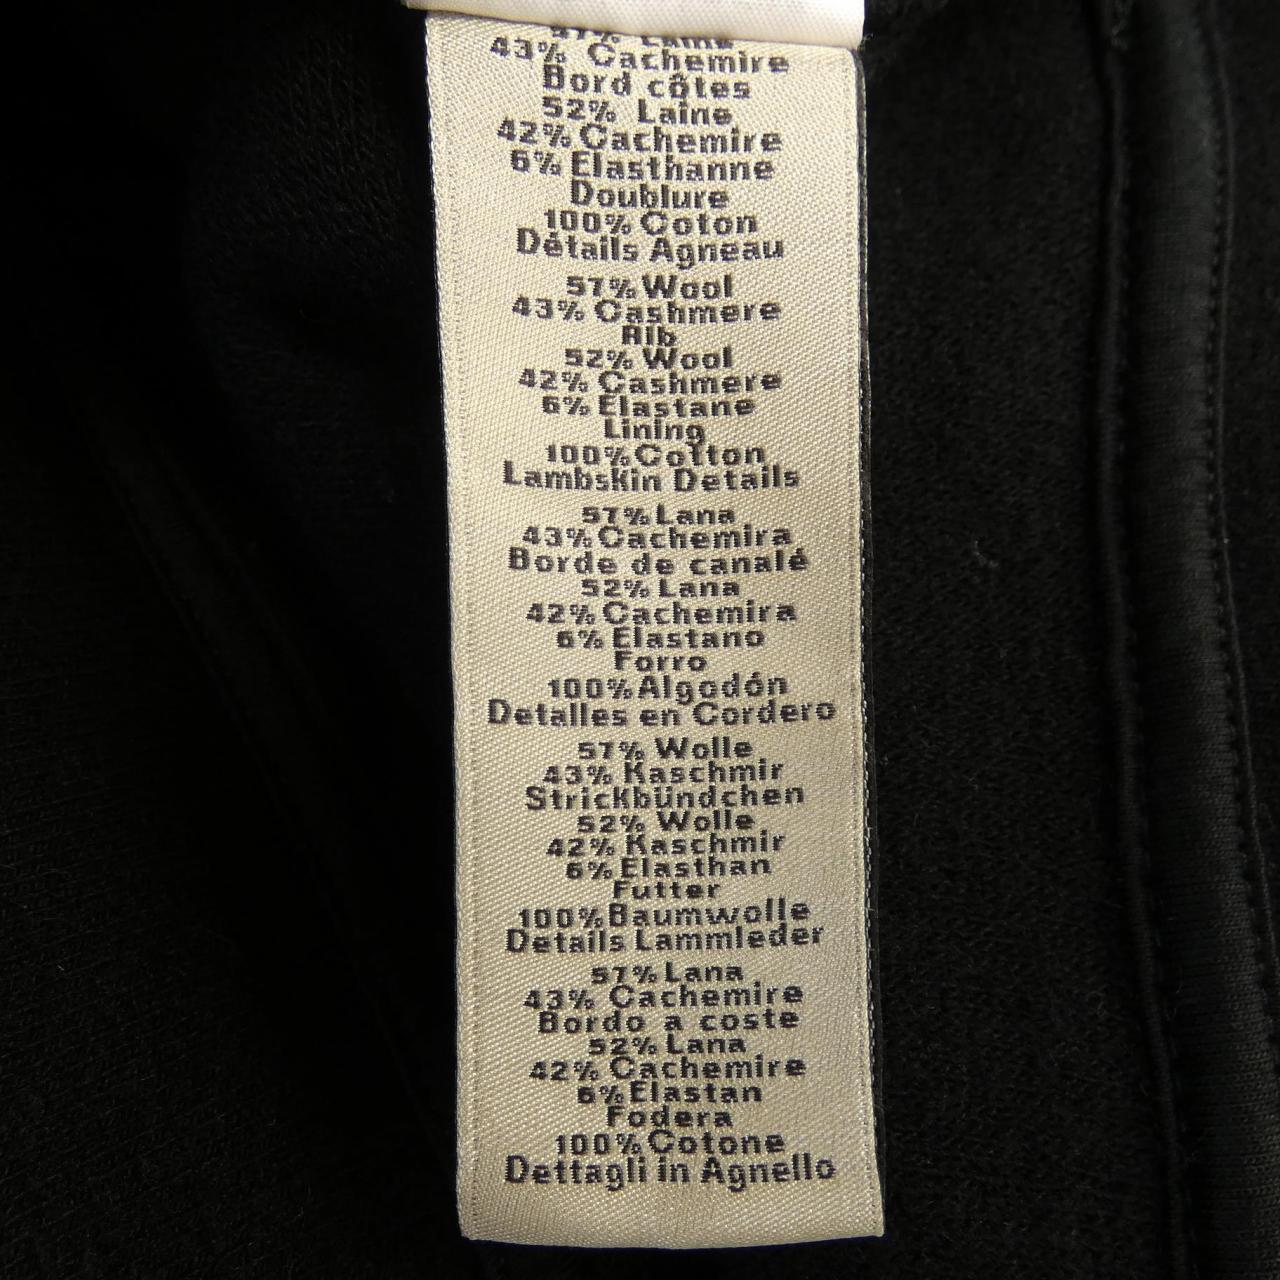 57% Laine
43% Cachemire
Bord côtes
52% Laine
42% Cachemire
6% Elasthanne
Doublure
100% Coton
Détails Agneau
57% Wool
43% Cashmere
Rib
52% Wool
42% Cashmere
6% Elastane
Lining
100% Cotton
Lambskin Details
57% Lana
43% Cachemira
Borde de canalé
52% Lana
42% Cachemira
6% Elastano
Forro
100% Algodón
Detalles en Cordero
57% Wolle
43% Kaschmir
Strickbündchen
52% Wolle
42% Kaschmir
6% Elasthan
Futter
100% Baumwolle
Details Lammleder
57% Lana
43% Cachemire
Bordo a coste
52% Lana
42% Cachemire
6% Elastan
Fodera
100% Cotone
Dettagli in Agnello